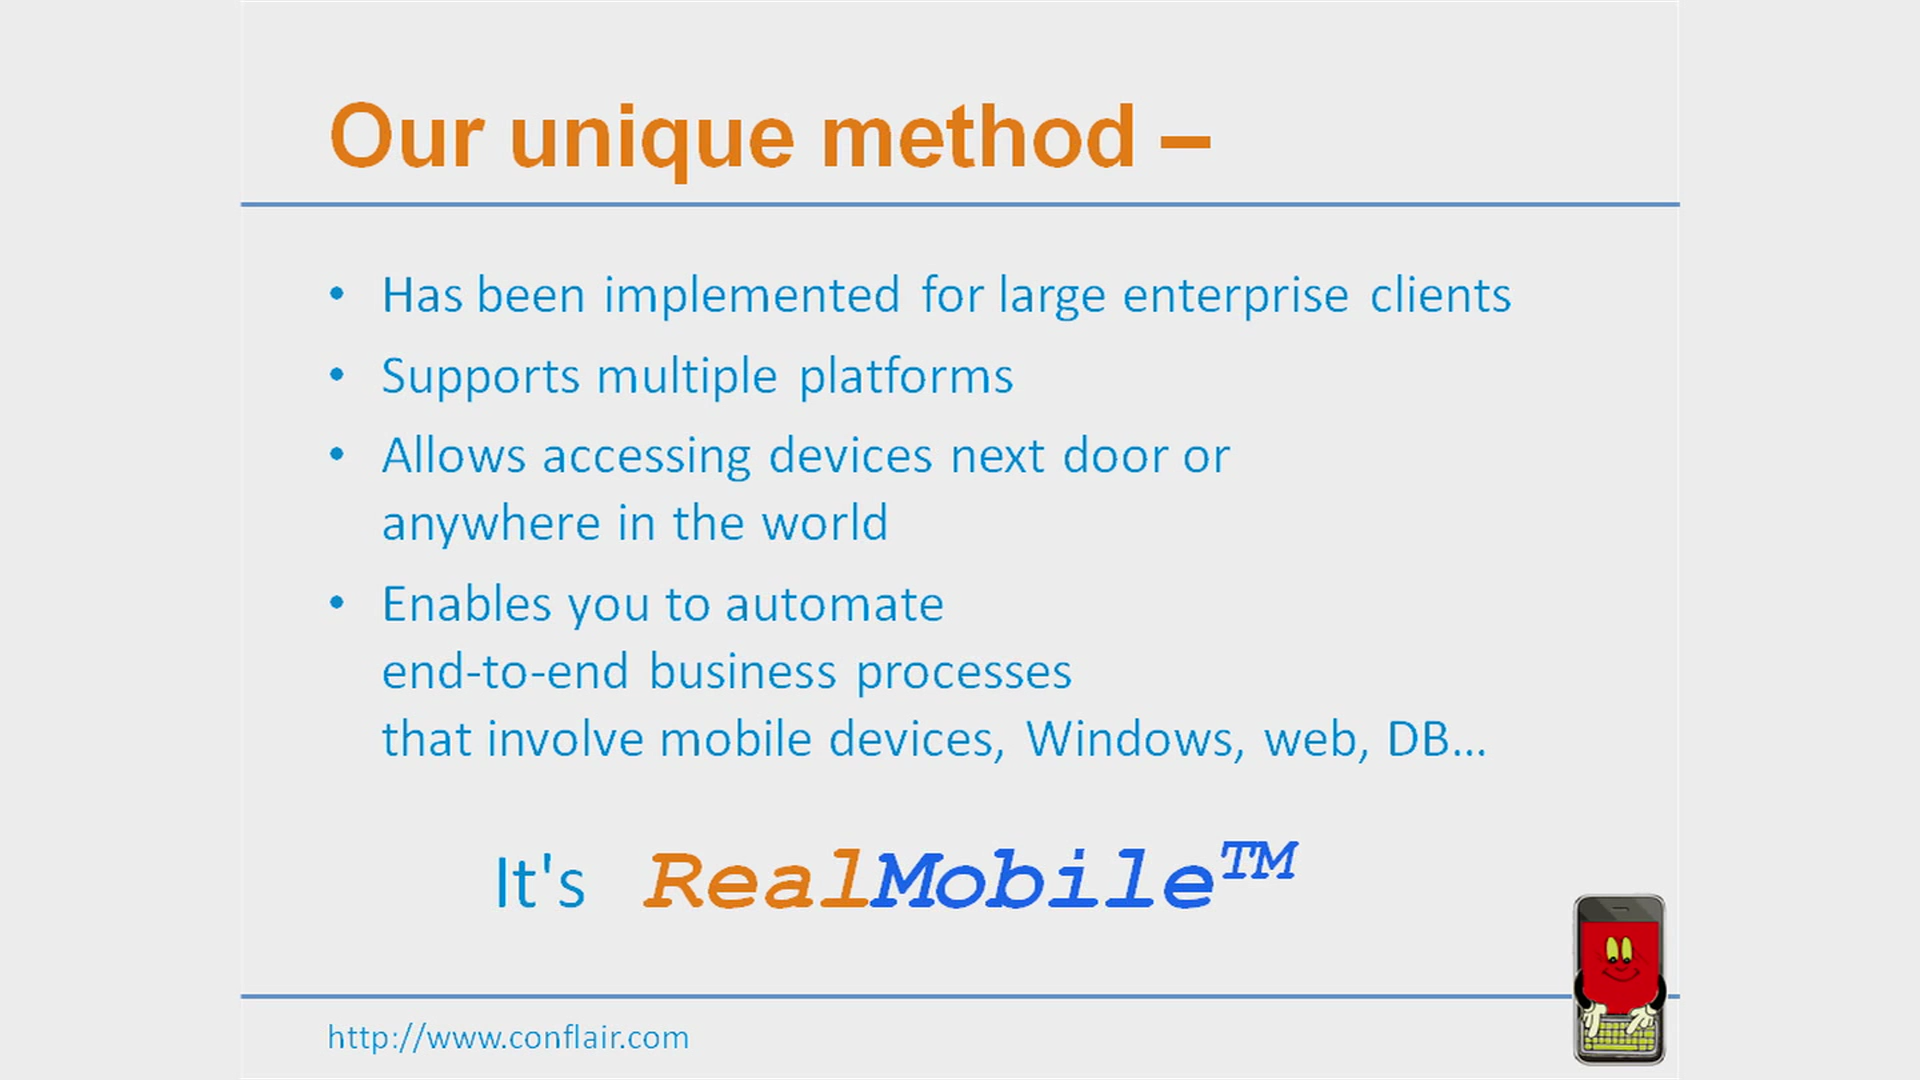 Our unique method –
• Has been implemented for large enterprise clients
• Supports multiple platforms
• Allows accessing devices next door or
anywhere in the world
• Enables you to automate
end-to-end business processes
that involve mobile devices, Windows, web, DB...
It's RealMobile™
http://www.conflair.com